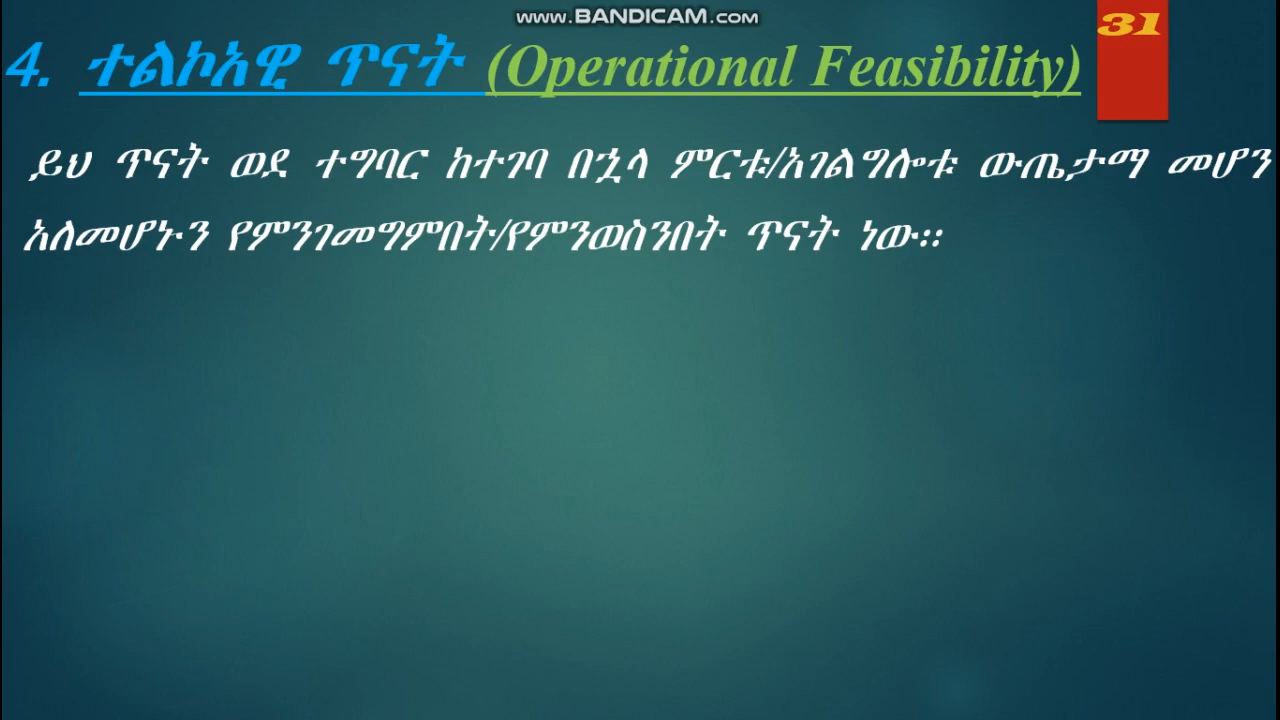 www.BANDICAM.com
31
4. ተልኮአዊ ጥናት (Operational Feasibility)
ይህ ጥናት ወደ ተግባር ከተገባ በኋላ ምርቱ/አገልግሎቱ ውጤታማ መሆን
አለመሆኑን የምንገመግምበት/የምንወስንበት ጥናት ነው፡፡